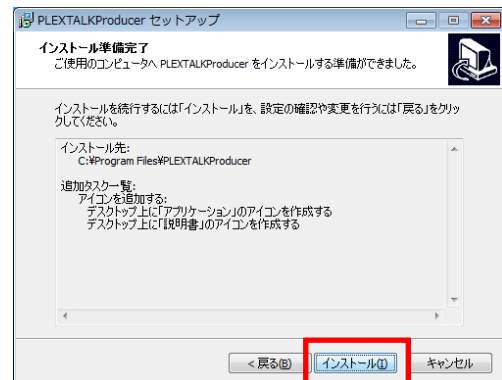 PLEXTALKProducer セットアップ
インストール準備完了
ご使用のコンピュータへ PLEXTALKProducer をインストールする準備ができました。
インストールを続行するには「インストール」を、設定の確認や変更を行うには「戻る」をクリッ
クしてください。
インストール先:
C:¥Program Files¥PLEXTALKProducer
追加タスク一覧:
アイコンを追加する:
デスクトップ上に「アプリケーション」のアイコンを作成する
デスクトップ上に「説明書」のアイコンを作成する
< 戻る(B) インストール(I) キャンセル